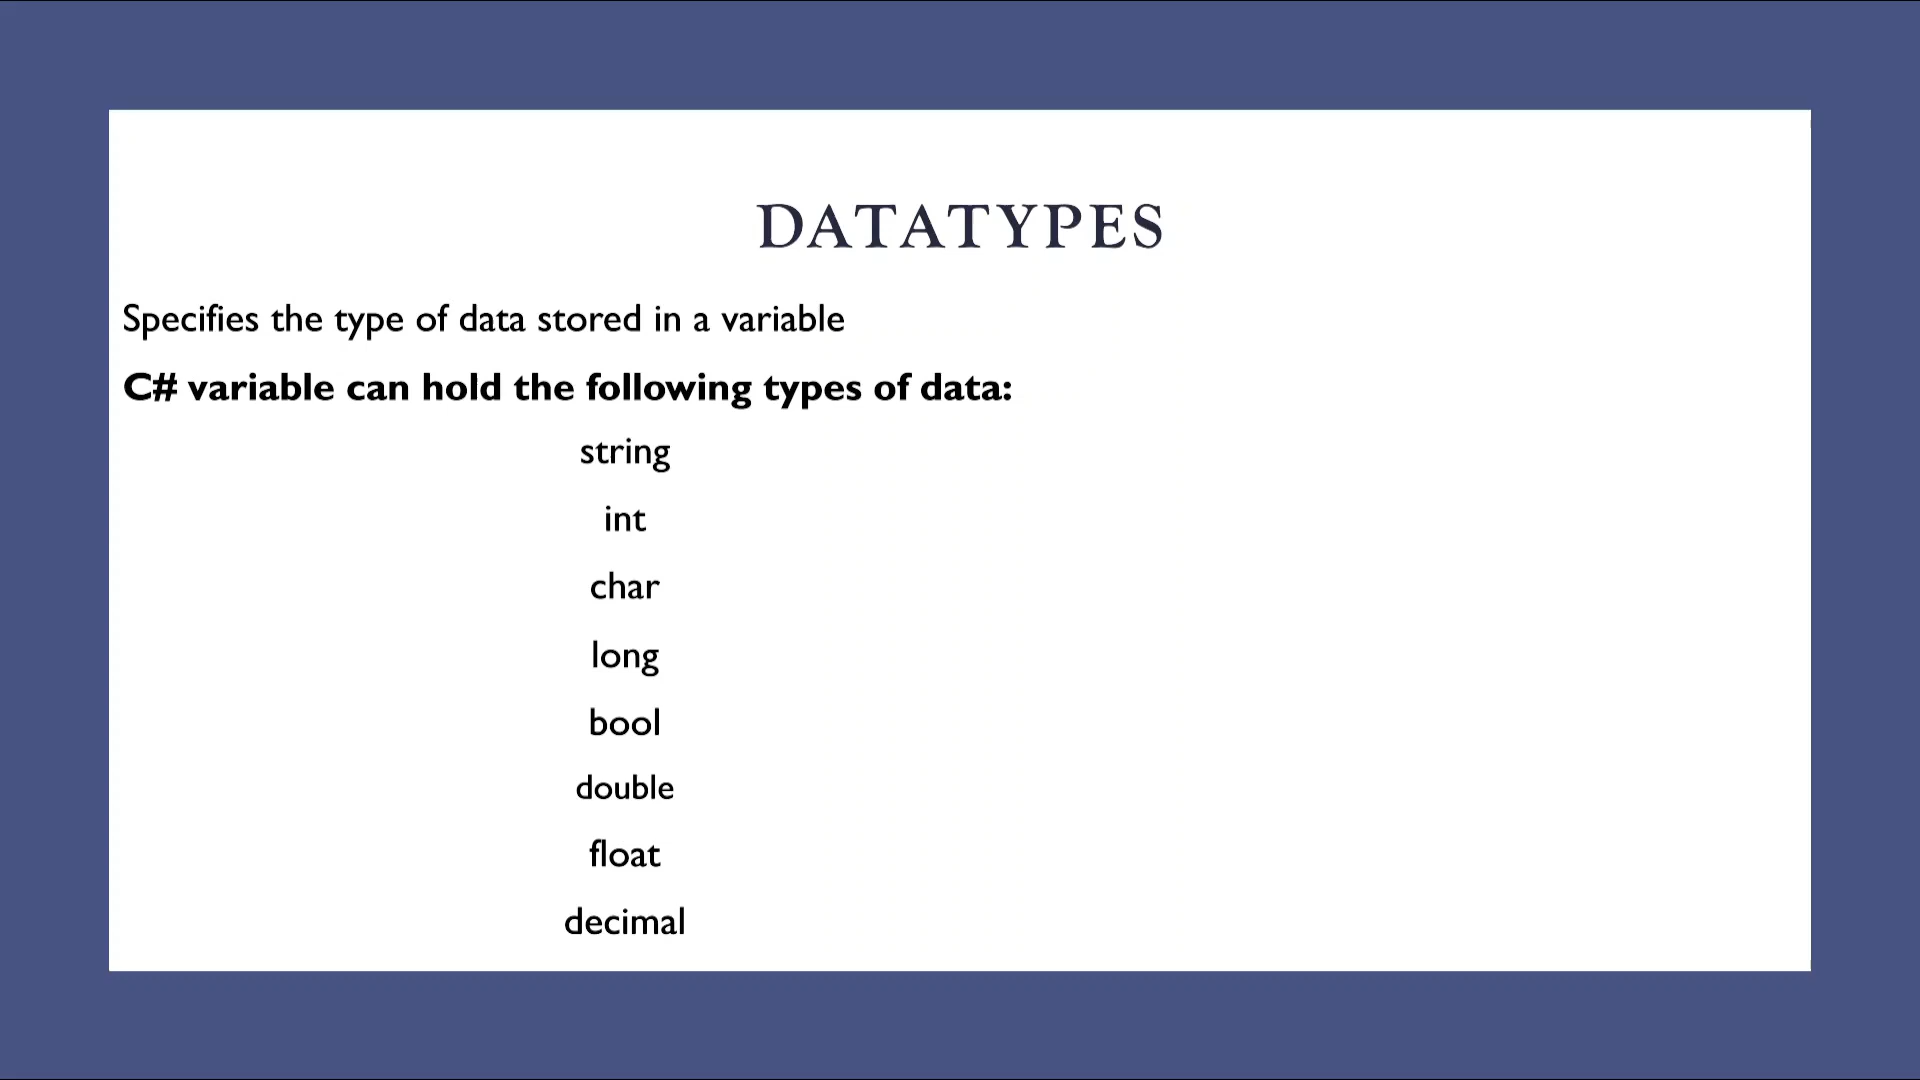 DATATYPES
Specifies the type of data stored in a variable
C# variable can hold the following types of data:
string
int
char
long
bool
double
float
decimal